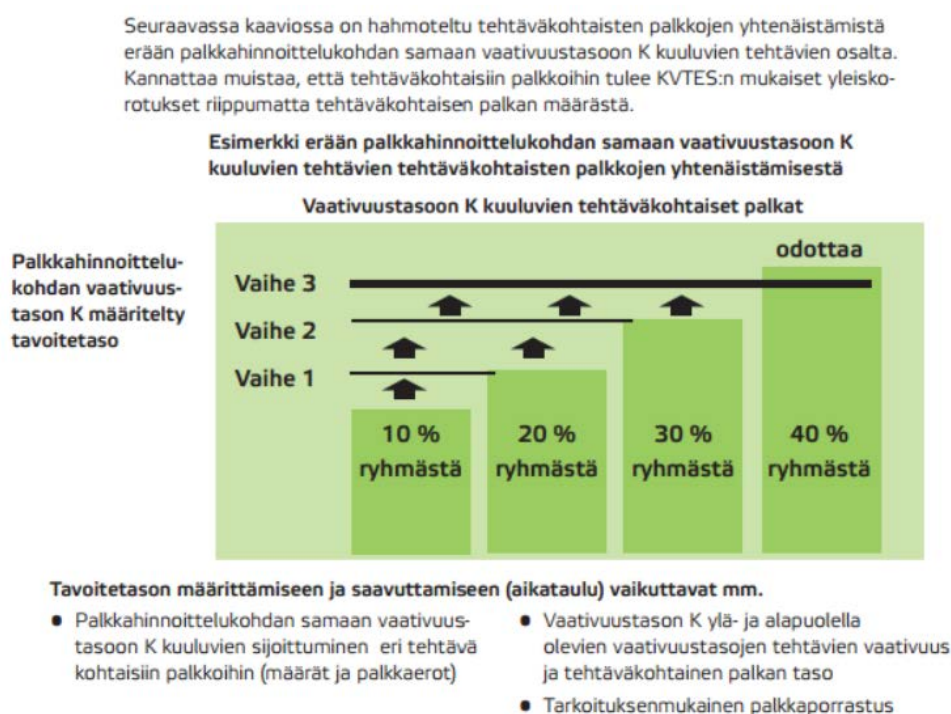 Seuraavassa kaaviossa on hahmoteltu tehtäväkohtaisten palkkojen yhtenäistämistä
erään palkkahinnoittelukohdan samaan vaativuustasoon K kuuluvien tehtävien osalta.
Kannattaa muistaa, että tehtäväkohtaisiin palkkoihin tulee KVTES:n mukaiset yleisko-
rotukset riippumatta tehtäväkohtaisen palkan määrästä.
Esimerkki erään palkkahinnoittelukohdan samaan vaativuustasoon K
kuuluvien tehtävien tehtäväkohtaisten palkkojen yhtenäistämisestä
Vaativuustasoon K kuuluvien tehtäväkohtaiset palkat
Palkkahinnoittelu-
kohdan vaativuus-
tason K määritelty
tavoitetaso
odottaa
Vaihe 3
Vaihe 2
Vaihe 1
10 %
ryhmästä
20 %
ryhmästä
30 %
ryhmästä
40 %
ryhmästä
Tavoitetason määrittämiseen ja saavuttamiseen (aikataulu) vaikuttavat mm.
● Palkkahinnoittelukohdan samaan vaativuus-
tasoon K kuuluvien sijoittuminen eri tehtävä
kohtaisiin palkkoihin (määrät ja palkkaerot)
● Vaativuustason K ylä- ja alapuolella
olevien vaativuustasojen tehtävien vaativuus
ja tehtäväkohtainen palkan taso
● Tarkoituksenmukainen palkkaporrastus